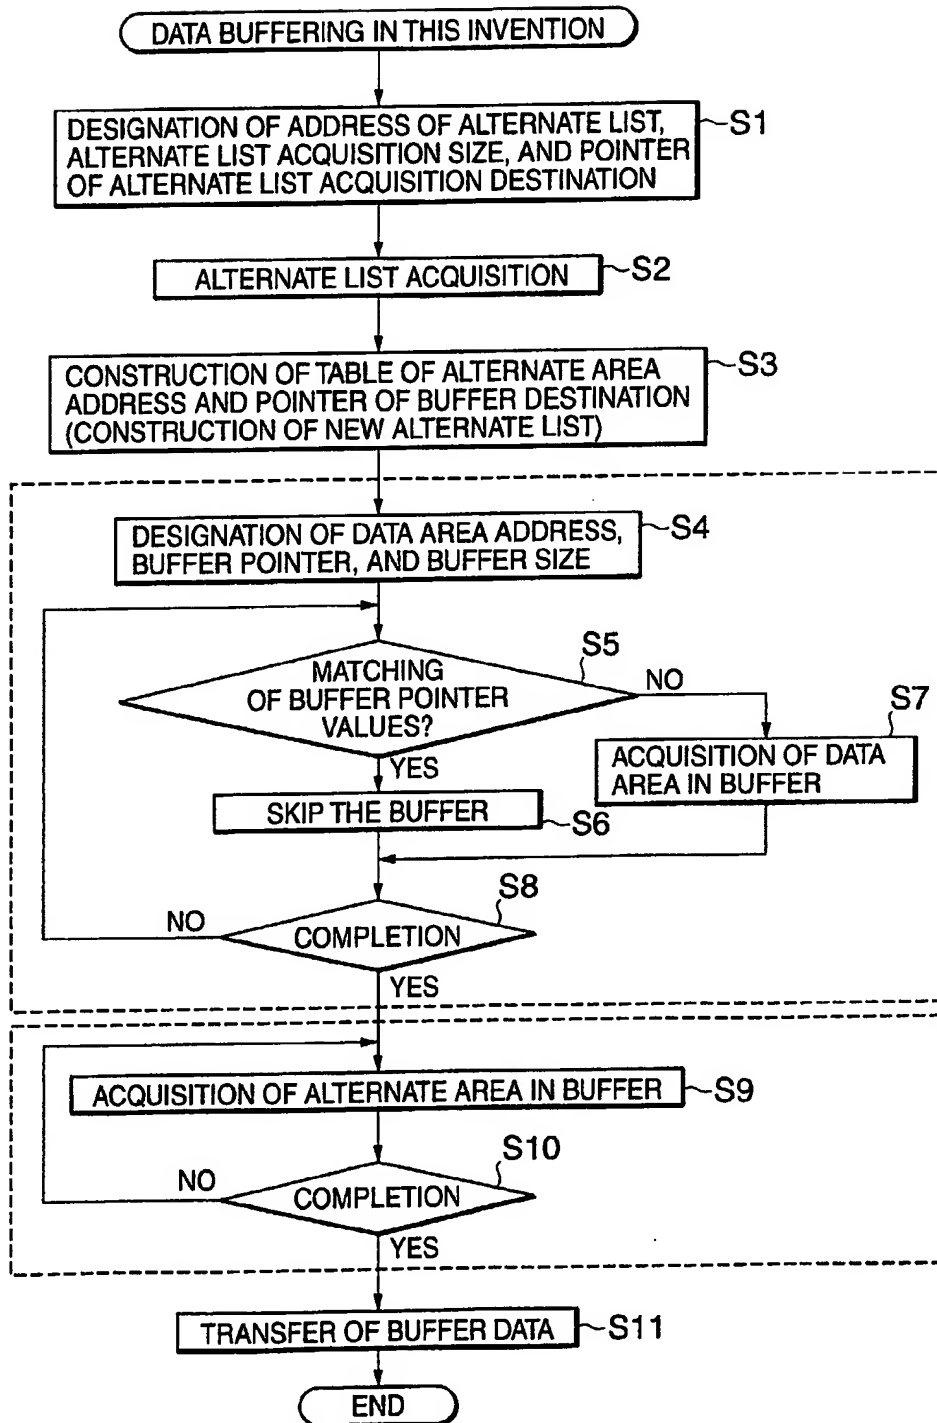 DATA BUFFERING IN THIS INVENTION
DESIGNATION OF ADDRESS OF ALTERNATE LIST,
ALTERNATE LIST ACQUISITION SIZE, AND POINTER
OF ALTERNATE LIST ACQUISITION DESTINATION
S1
ALTERNATE LIST ACQUISITION
S2
CONSTRUCTION OF TABLE OF ALTERNATE AREA
ADDRESS AND POINTER OF BUFFER DESTINATION
(CONSTRUCTION OF NEW ALTERNATE LIST)
S3
DESIGNATION OF DATA AREA ADDRESS,
BUFFER POINTER, AND BUFFER SIZE
S4
MATCHING
OF BUFFER POINTER
VALUES?
S5
NO
YES
SKIP THE BUFFER
S6
ACQUISITION OF DATA
AREA IN BUFFER
S7
COMPLETION
S8
NO
YES
ACQUISITION OF ALTERNATE AREA IN BUFFER
S9
COMPLETION
S10
NO
YES
TRANSFER OF BUFFER DATA
S11
END